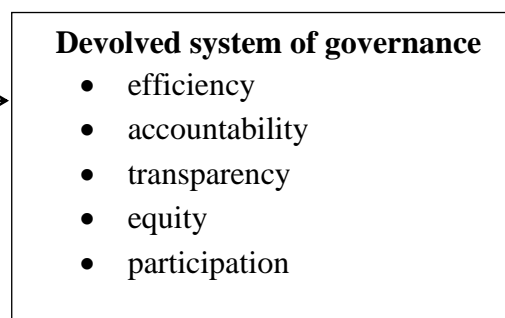 Devolved system of governance
• efficiency
• accountability
• transparency
• equity
• participation